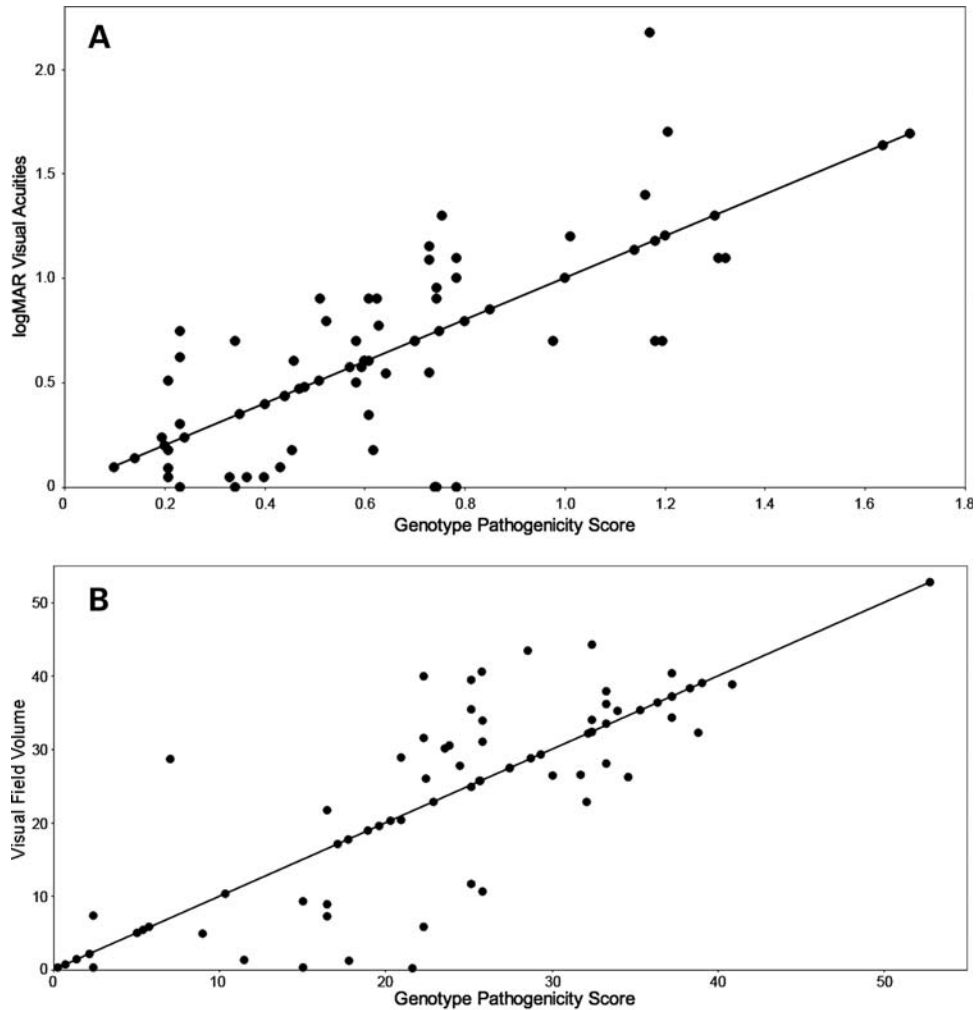 A
2.0
1.5
1.0
0.5
0
logMAR Visual Acuities
0 0.2 0.4 0.6 0.8 1.0 1.2 1.4 1.6 1.8
Genotype Pathogenicity Score
B
50
40
30
20
10
0
Visual Field Volume
0 10 20 30 40 50
Genotype Pathogenicity Score